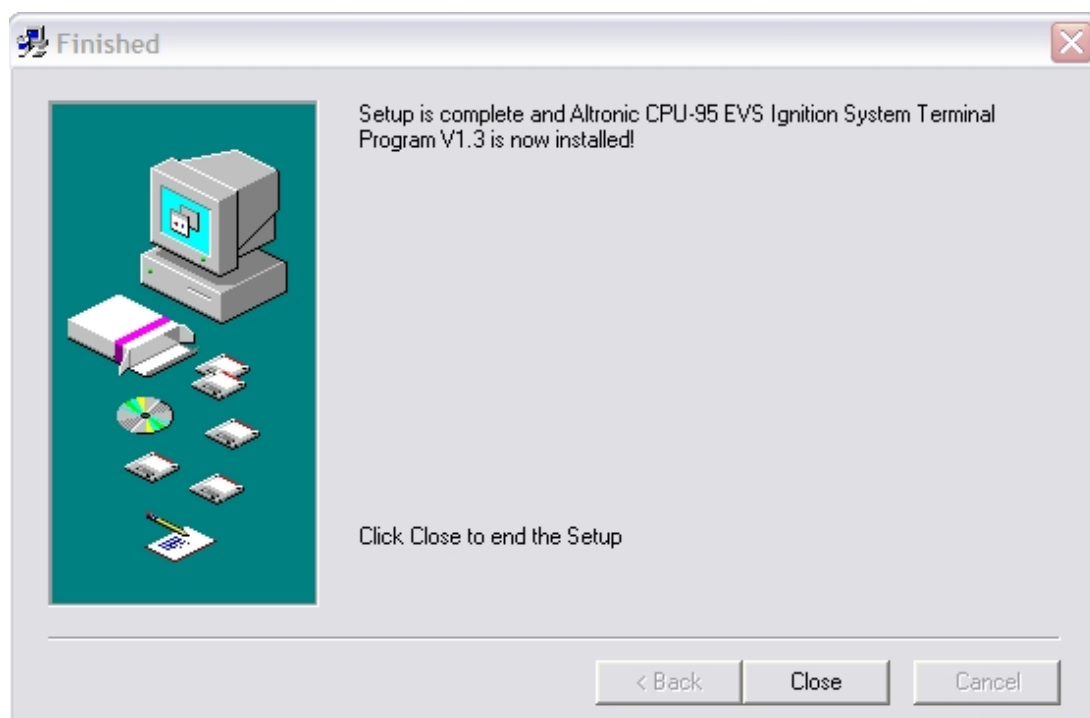 Finished
Setup is complete and Altronic CPU-95 EVS Ignition System Terminal
Program V1.3 is now installed!
Click Close to end the Setup
< Back
Close
Cancel